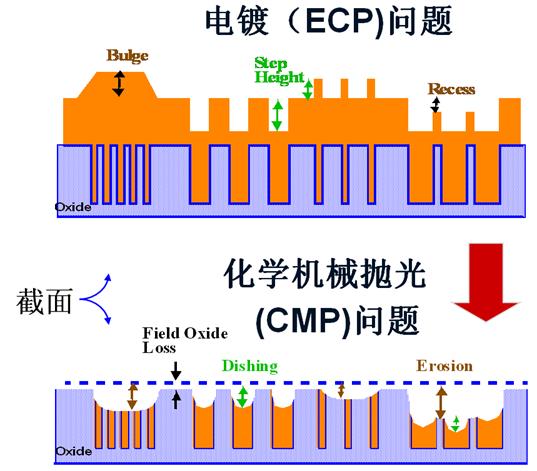 电镀（ECP)问题
Bulge
Step
Height
Recess
Oxide
化学机械抛光
(CMP)问题
截面
Field Oxide
Loss
Dishing
Erosion
Oxide